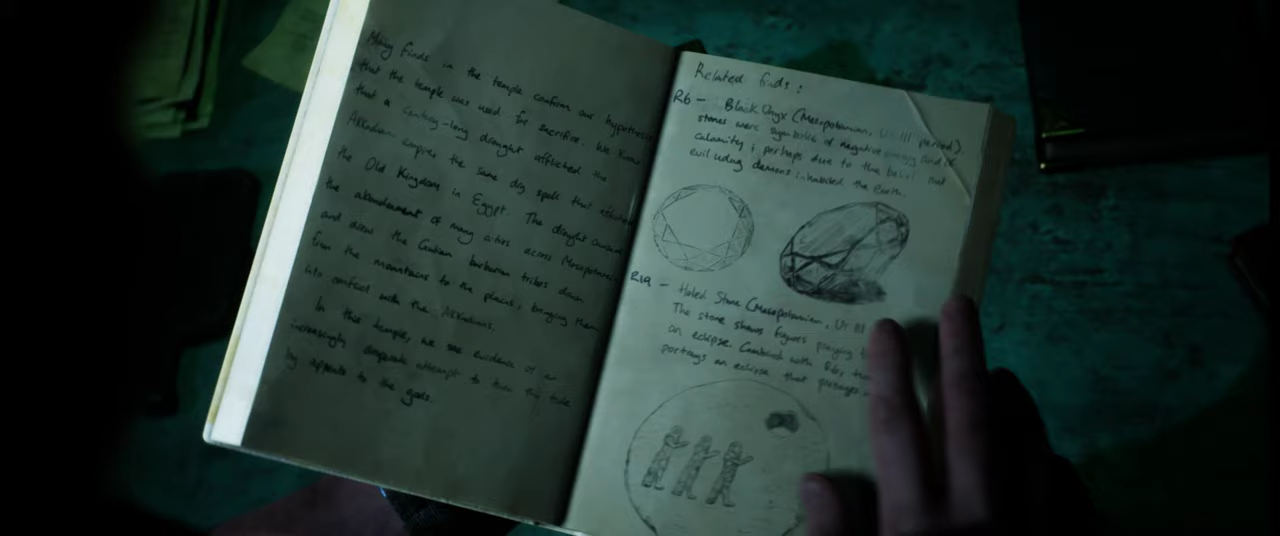 Many finds in the temple confirm our hypothesis
that the temple was used for sacrifice. We know
that a century-long drought afflicted the
Akkadian empire the same dry spell that
the Old Kingdom in Egypt. The drought
the abandonment of many cities across Mesopotamia
and drew the Gutian barbarian tribes down
from the mountains to the plains, bringing them
into conflict with the Akkadians.
In this temple, we see evidence of an
increasingly desperate attempt to turn the tide
by appeals to the gods.
Related finds:
R6 - Black Onyx (Mesopotamian, Ur III period)
stones were symbolic of negative energy and/or
calamity; perhaps due to the belief that
evil udug demons inhabited the earth
R19 - Holed Stone (Mesopotamian, Ur III
The stone shows figures praying
an eclipse. Combined with R6,
portrays an eclipse that